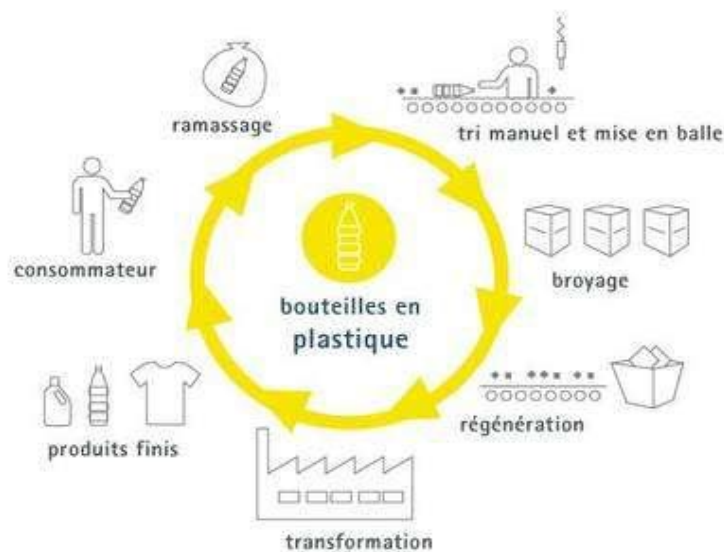 ramassage
tri manuel et mise en balle
consommateur
broyage
bouteilles en
plastique
régénération
produits finis
transformation